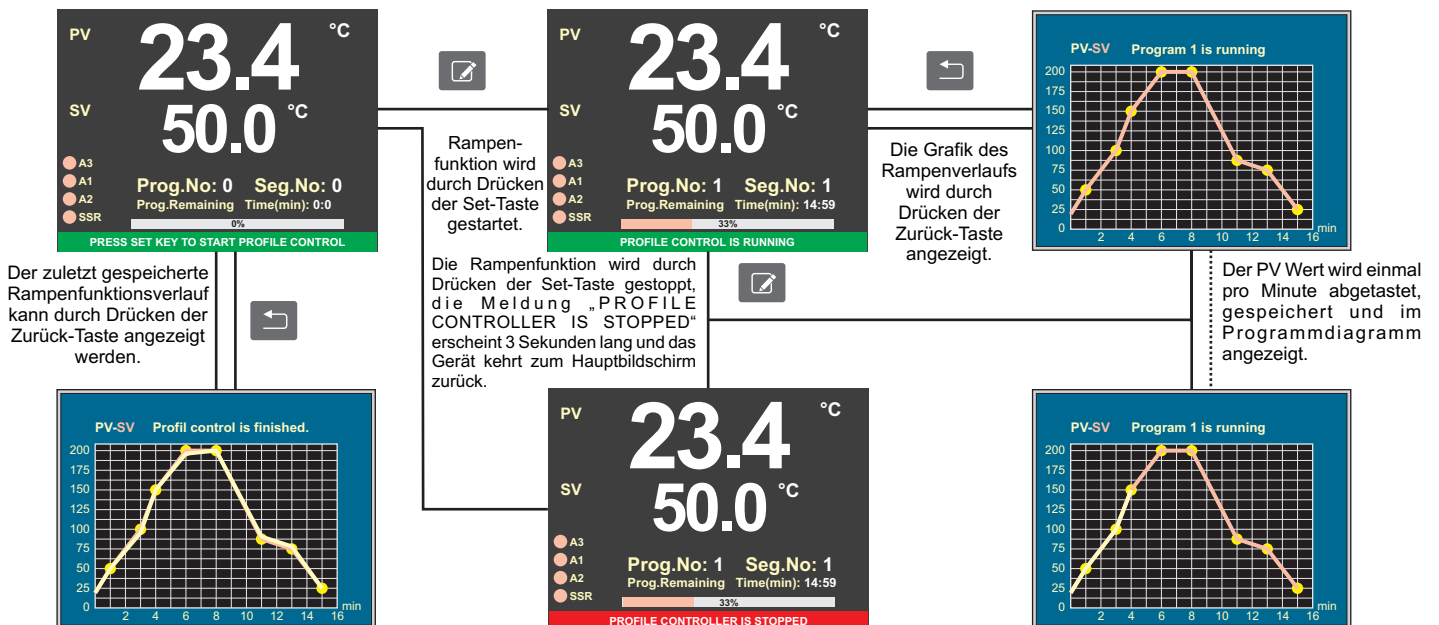 PV
23.4 °C
SV
50.0 °C
A3
A1
A2
SSR
Prog.No: 0 Seg.No: 0
Prog.Remaining Time(min): 0:0
0%
PRESS SET KEY TO START PROFILE CONTROL
Rampen-
funktion wird
durch Drücken
der Set-Taste
gestartet.
PV
23.4 °C
SV
50.0 °C
A3
A1
A2
SSR
Prog.No: 1 Seg.No: 1
Prog.Remaining Time(min): 14:59
33%
PROFILE CONTROL IS RUNNING
Die Grafik des
Rampenverlaufs
wird durch
Drücken der
Zurück-Taste
angezeigt.
PV-SV Program 1 is running
200
175
150
125
100
75
50
25
0
2 4 6 8 10 12 14 16 min
Der zuletzt gespeicherte
Rampenfunktionsverlauf
kann durch Drücken der
Zurück-Taste angezeigt
werden.
Die Rampenfunktion wird durch
Drücken der Set-Taste gestoppt,
die Meldung „PROFILE
CONTROLLER IS STOPPED“
erscheint 3 Sekunden lang und das
Gerät kehrt zum Hauptbildschirm
zurück.
Der PV Wert wird einmal
pro Minute abgetastet,
gespeichert und im
Programmdiagramm
angezeigt.
PV-SV Profil control is finished.
200
175
150
125
100
75
50
25
0
2 4 6 8 10 12 14 16 min
PV
23.4 °C
SV
50.0 °C
A3
A1
A2
SSR
Prog.No: 1 Seg.No: 1
Prog.Remaining Time(min): 14:59
33%
PROFILE CONTROLLER IS STOPPED
PV-SV Program 1 is running
200
175
150
125
100
75
50
25
0
2 4 6 8 10 12 14 16 min